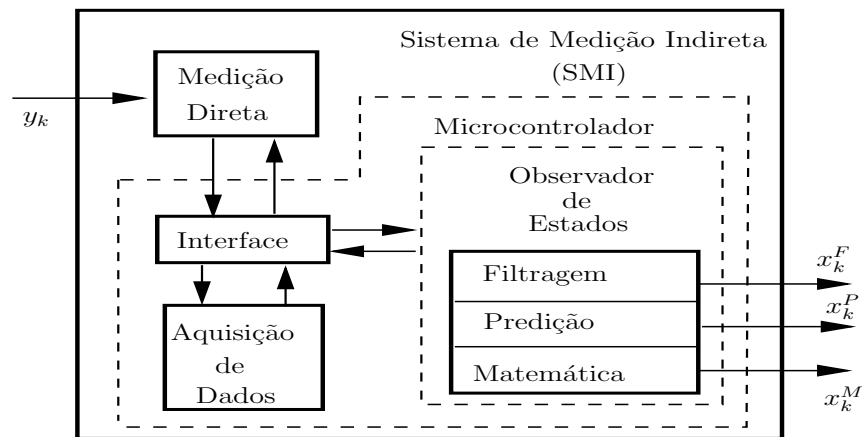 Sistema de Medição Indireta
(SMI)
Medição
Direta
y_k
Microcontrolador
Observador
de
Estados
Interface
Filtragem
x_k^F
Predição
x_k^P
Aquisição
de
Dados
Matemática
x_k^M